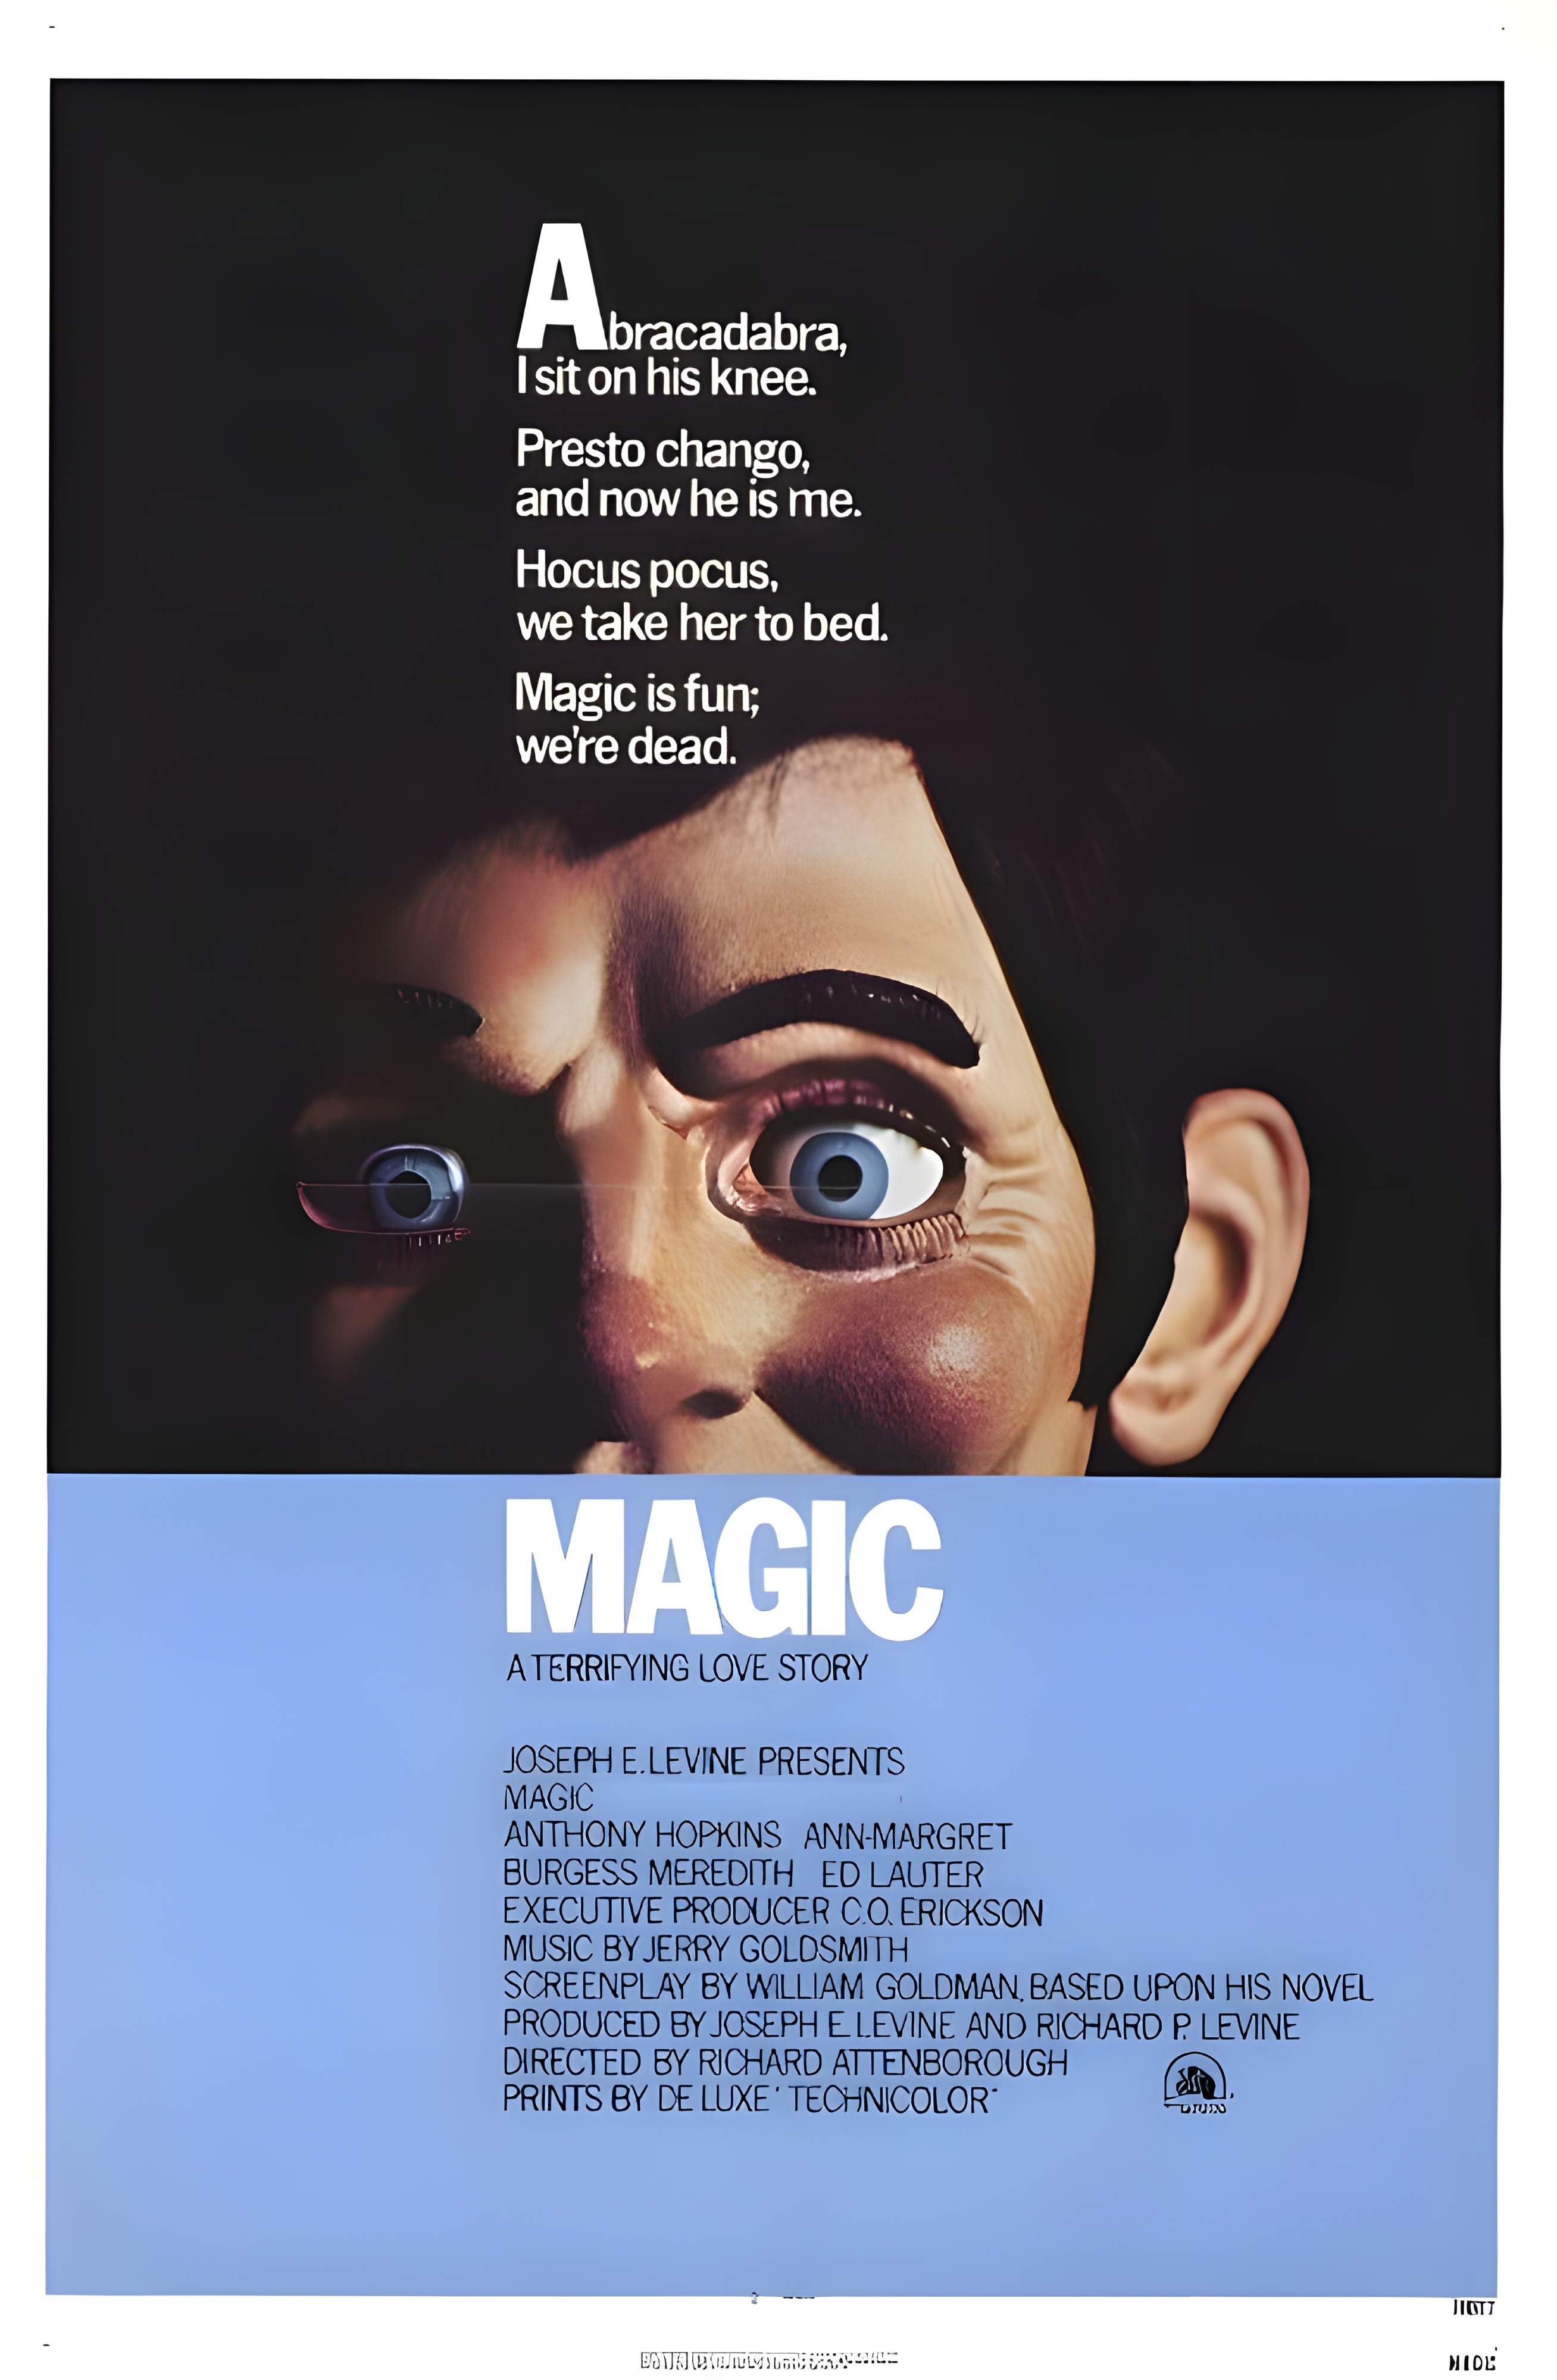 Abracadabra,
I sit on his knee.
Presto chango,
and now he is me.
Hocus pocus,
we take her to bed.
Magic is fun;
we're dead.
MAGIC
A TERRIFYING LOVE STORY
JOSEPH E. LEVINE PRESENTS
MAGIC
ANTHONY HOPKINS ANN-MARGRET
BURGESS MEREDITH ED LAUTER
EXECUTIVE PRODUCER C.O. ERICKSON
MUSIC BY JERRY GOLDSMITH
SCREENPLAY BY WILLIAM GOLDMAN, BASED UPON HIS NOVEL
PRODUCED BY JOSEPH E. LEVINE AND RICHARD P. LEVINE
DIRECTED BY RICHARD ATTENBOROUGH
PRINTS BY DE LUXE' TECHNICOLOR'